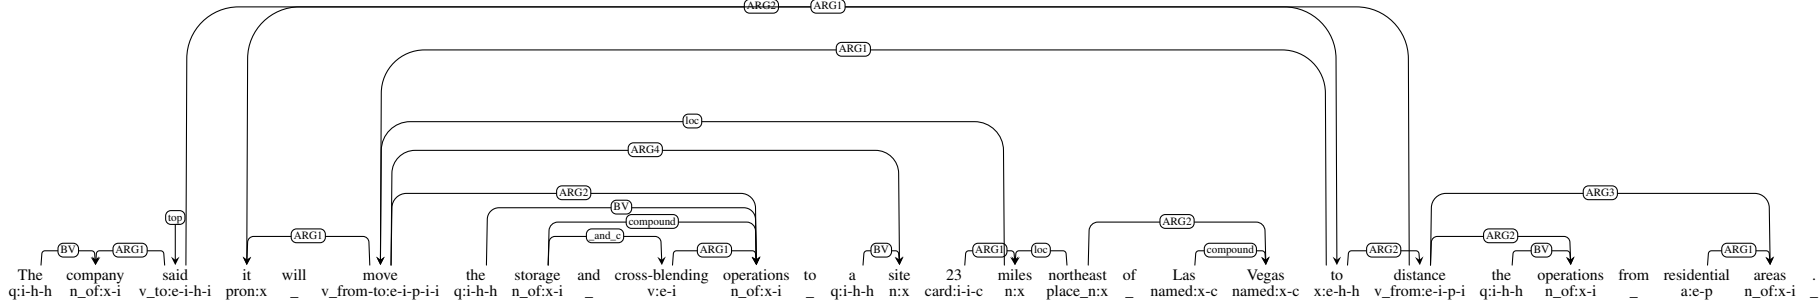 ARG2 ARG1
ARG1
loc
ARG4
ARG2 ARG3
BV
top compound ARG2
ARG1 _and_c ARG2
BV ARG1 ARG1 BV ARG1 loc compound ARG2 BV ARG1
The company said it will move the storage and cross-blending operations to a site 23 miles northeast of Las Vegas to distance the operations from residential areas .
q:i-h-h n_of:x-i v_to:e-i-h-i pron:x _ v_from-to:e-i-p-i-i q:i-h-h n_of:x-i _ v:e-i n_of:x-i _ q:i-h-h n:x card:i-i-c n:x place_n:x _ named:x-c named:x-c x:e-h-h v_from:e-i-p-i q:i-h-h n_of:x-i _ a:e-p n_of:x-i _